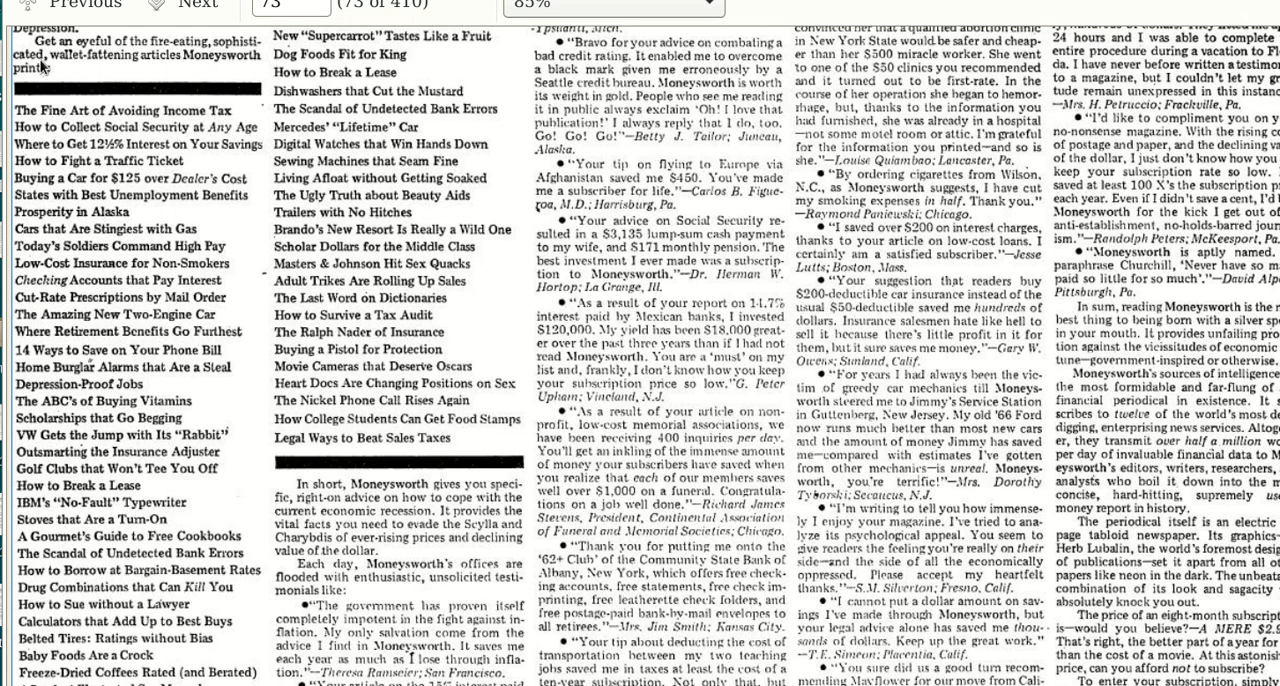 Previous
Next
73
(73 of 410)
85%
Depression.
Get an eyeful of the fire-eating, sophisti-
cated, wallet-fattening articles Moneysworth
prints
The Fine Art of Avoiding Income Tax
How to Collect Social Security at Any Age
Where to Get 12½% Interest on Your Savings
How to Fight a Traffic Ticket
Buying a Car for $125 over Dealer's Cost
States with Best Unemployment Benefits
Prosperity in Alaska
Cars that Are Stingiest with Gas
Today's Soldiers Command High Pay
Low-Cost Insurance for Non-Smokers
Checking Accounts that Pay Interest
Cut-Rate Prescriptions by Mail Order
The Amazing New Two-Engine Car
Where Retirement Benefits Go Furthest
14 Ways to Save on Your Phone Bill
Home Burglar Alarms that Are a Steal
Depression-Proof Jobs
The ABC's of Buying Vitamins
Scholarships that Go Begging
VW Gets the Jump with Its "Rabbit"
Outsmarting the Insurance Adjuster
Golf Clubs that Won't Tee You Off
How to Break a Lease
IBM's "No-Fault" Typewriter
Stoves that Are a Turn-On
A Gourmet's Guide to Free Cookbooks
The Scandal of Undetected Bank Errors
How to Borrow at Bargain-Basement Rates
Drug Combinations that Can Kill You
How to Sue without a Lawyer
Calculators that Add Up to Best Buys
Belted Tires: Ratings without Bias
Baby Foods Are a Crock
Freeze-Dried Coffees Rated (and Berated)
New "Supercarrot" Tastes Like a Fruit
Dog Foods Fit for King
How to Break a Lease
Dishwashers that Cut the Mustard
The Scandal of Undetected Bank Errors
Mercedes' "Lifetime" Car
Digital Watches that Win Hands Down
Sewing Machines that Seam Fine
Living Afloat without Getting Soaked
The Ugly Truth about Beauty Aids
Trailers with No Hitches
Brando's New Resort Is Really a Wild One
Scholar Dollars for the Middle Class
Masters & Johnson Hit Sex Quacks
Adult Trikes Are Rolling Up Sales
The Last Word on Dictionaries
How to Survive a Tax Audit
The Ralph Nader of Insurance
Buying a Pistol for Protection
Movie Cameras that Deserve Oscars
Heart Docs Are Changing Positions on Sex
The Nickel Phone Call Rises Again
How College Students Can Get Food Stamps
Legal Ways to Beat Sales Taxes
In short, Moneysworth gives you speci-
fic, right-on advice on how to cope with the
current economic recession. It provides the
vital facts you need to evade the Scylla and
Charybdis of ever-rising prices and declining
value of the dollar.
Each day, Moneysworth's offices are
flooded with enthusiastic, unsolicited testi-
monials like:
●"The government has proven itself
completely impotent in the fight against in-
flation. My only salvation come from the
advice I find in Moneysworth. It saves me
each year as much as I lose through infla-
tion."—Theresa Ramseier; San Francisco.
● "Your article on the 15% interest paid
Ypsilanti, Mich.
● "Bravo for your advice on combating a
bad credit rating. It enabled me to overcome
a black mark given me erroneously by a
Seattle credit bureau. Moneysworth is worth
its weight in gold. People who see me reading
it in public always exclaim 'Oh! I love that
publication!' I always reply that I do, too.
Go! Go! Go!"—Betty J. Tailor; Juneau,
Alaska.
● "Your tip on flying to Europe via
Afghanistan saved me $450. You've made
me a subscriber for life."—Carlos B. Figue-
roa, M.D.; Harrisburg, Pa.
● "Your advice on Social Security re-
sulted in a $3,135 lump-sum cash payment
to my wife, and $171 monthly pension. The
best investment I ever made was a subscrip-
tion to Moneysworth."—Dr. Herman W.
Hortop; La Grange, Ill.
● "As a result of your report on 14.7%
interest paid by Mexican banks, I invested
$120,000. My yield has been $18,000 great-
er over the past three years than if I had not
read Moneysworth. You are a 'must' on my
list and, frankly, I don't know how you keep
your subscription price so low."G. Peter
Upham; Vineland, N.J.
● "As a result of your article on non-
profit, low-cost memorial associations, we
have been receiving 400 inquiries per day.
You'll get an inkling of the immense amount
of money your subscribers have saved when
you realize that each of our members saves
well over $1,000 on a funeral. Congratula-
tions on a job well done."—Richard James
Stevens, President, Continental Association
of Funeral and Memorial Societies; Chicago.
● "Thank you for putting me onto the
'62+ Club' of the Community State Bank of
Albany, New York, which offers free check-
ing accounts, free statements, free check im-
printing, free leatherette check folders, and
free postage-paid bank-by-mail envelopes to
all retirees."—Mrs. Jim Smith; Kansas City.
● "Your tip about deducting the cost of
transportation between my two teaching
jobs saved me in taxes at least the cost of a
ten-year subscription. Not only that, but
convinced her that a qualified abortion clinic
in New York State would be safer and cheap-
er than her $500 miracle worker. She went
to one of the $50 clinics you recommended
and it turned out to be first-rate. In the
course of her operation she began to hemor-
rhage, but, thanks to the information you
had furnished, she was already in a hospital
—not some motel room or attic. I'm grateful
for the information you printed—and so is
she."—Louise Quiambao; Lancaster, Pa.
● "By ordering cigarettes from Wilson,
N.C., as Moneysworth suggests, I have cut
my smoking expenses in half. Thank you."
—Raymond Paniewski; Chicago.
● "I saved over $200 on interest charges,
thanks to your article on low-cost loans. I
certainly am a satisfied subscriber."—Jesse
Lutts; Boston, Mass.
● "Your suggestion that readers buy
$200-deductible car insurance instead of the
usual $50-deductible saved me hundreds of
dollars. Insurance salesmen hate like hell to
sell it because there's little profit in it for
them, but it sure saves me money."—Gary W.
Owens; Sunland, Calif.
● "For years I had always been the vic-
tim of greedy car mechanics till Moneys-
worth steered me to Jimmy's Service Station
in Guttenberg, New Jersey. My old '66 Ford
now runs much better than most new cars
and the amount of money Jimmy has saved
me—compared with estimates I've gotten
from other mechanics—is unreal. Moneys-
worth, you're terrific!"—Mrs. Dorothy
Tyborski; Secaucus, N.J.
● "I'm writing to tell you how immense-
ly I enjoy your magazine. I've tried to ana-
lyze its psychological appeal. You seem to
give readers the feeling you're really on their
side—and the side of all the economically
oppressed. Please accept my heartfelt
thanks."—S.M. Silverton; Fresno, Calif.
● "I cannot put a dollar amount on sav-
ings I've made through Moneysworth, but
your legal advice alone has saved me thou-
sands of dollars. Keep up the great work."
—T.E. Simeon; Placentia, Calif.
● "You sure did us a good turn recom-
mending Mayflower for our move from Cali-
24 hours and I was able to complete
entire procedure during a vacation to Fl
da. I have never before written a testimon
to a magazine, but I couldn't let my gr
tude remain unexpressed in this instanc
—Mrs. H. Petruccio; Frackville, Pa.
● "I'd like to compliment you on y
no-nonsense magazine. With the rising c
of postage and paper, and the declining va
of the dollar, I just don't know how you
keep your subscription rate so low. I
saved at least 100 X's the subscription p
each year. Even if I didn't save a cent, I'd b
Moneysworth for the kick I get out of
anti-establishment, no-holds-barred jour
ism."—Randolph Peters; McKeesport, Pa.
● "Moneysworth is aptly named.
paraphrase Churchill, 'Never have so m
paid so little for so much'."—David Alp
Pittsburgh, Pa.
In sum, reading Moneysworth is the n
best thing to being born with a silver spo
in your mouth. It provides unfailing pro
tion against the vicissitudes of economic
tune—government-inspired or otherwise.
Moneysworth's sources of intelligence
the most formidable and far-flung of
financial periodical in existence. It s
scribes to twelve of the world's most d
digging, enterprising news services. Altog
er, they transmit over half a million wo
per day of invaluable financial data to M
eysworth's editors, writers, researchers,
analysts who boil it down into the m
concise, hard-hitting, supremely us
money report in history.
The periodical itself is an electric
page tabloid newspaper. Its graphics-
Herb Lubalin, the world's foremost desig
of publications—set it apart from all ot
papers like neon in the dark. The unbeat
combination of its look and sagacity
absolutely knock you out.
The price of an eight-month subscrip
is—would you believe?—A MERE $2.9
That's right, the better part of a year for
than the cost of a movie. At this astonish
price, can you afford not to subscribe?
To enter your subscription, simply